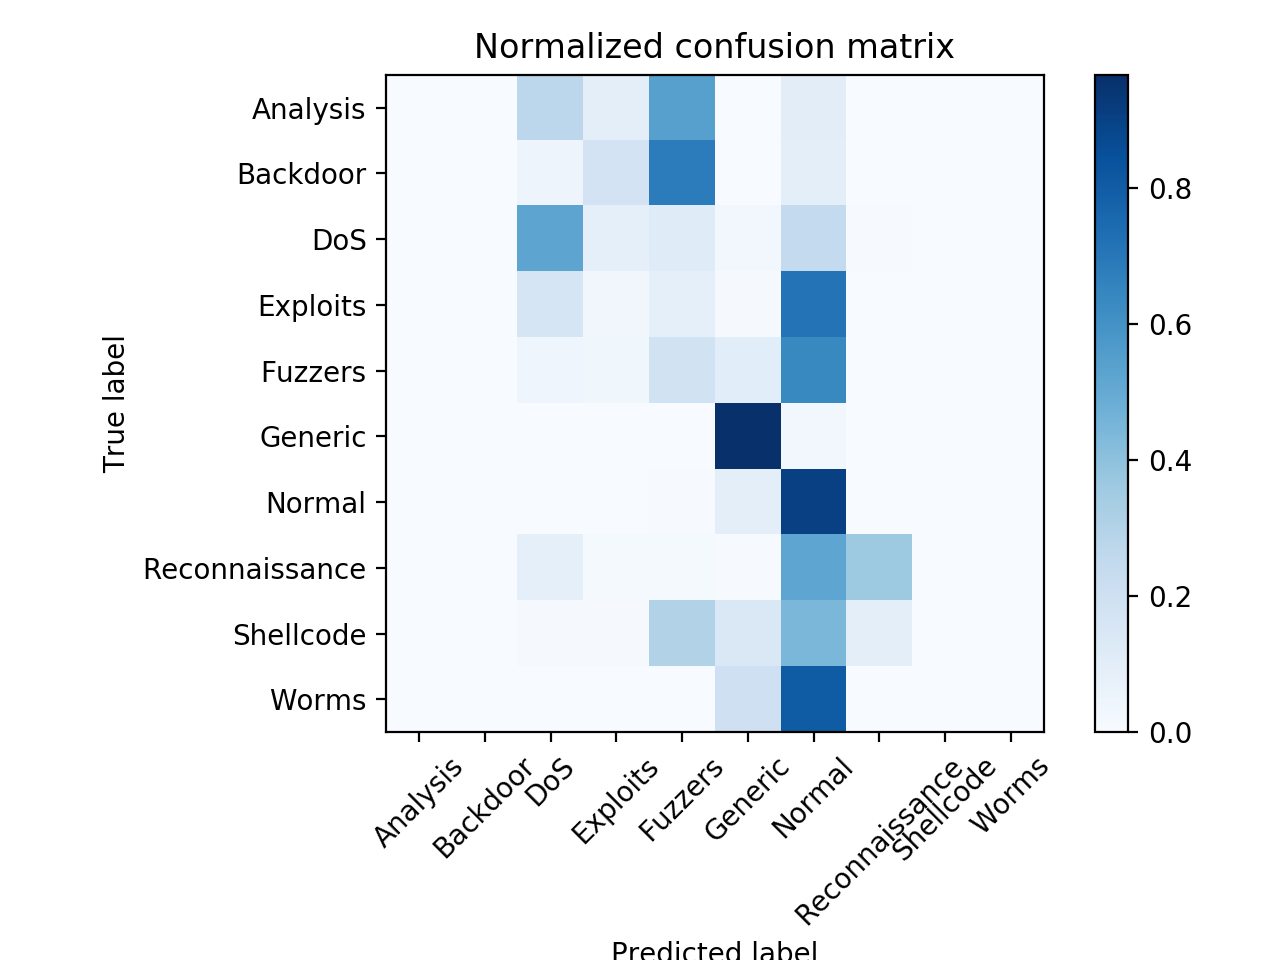 Normalized confusion matrix
True label
Analysis
Backdoor
DoS
Exploits
Fuzzers
Generic
Normal
Reconnaissance
Shellcode
Worms
Analysis
Backdoor
DoS
Exploits
Fuzzers
Generic
Normal
Reconnaissance
Shellcode
Worms
Predicted label
0.8
0.6
0.4
0.2
0.0